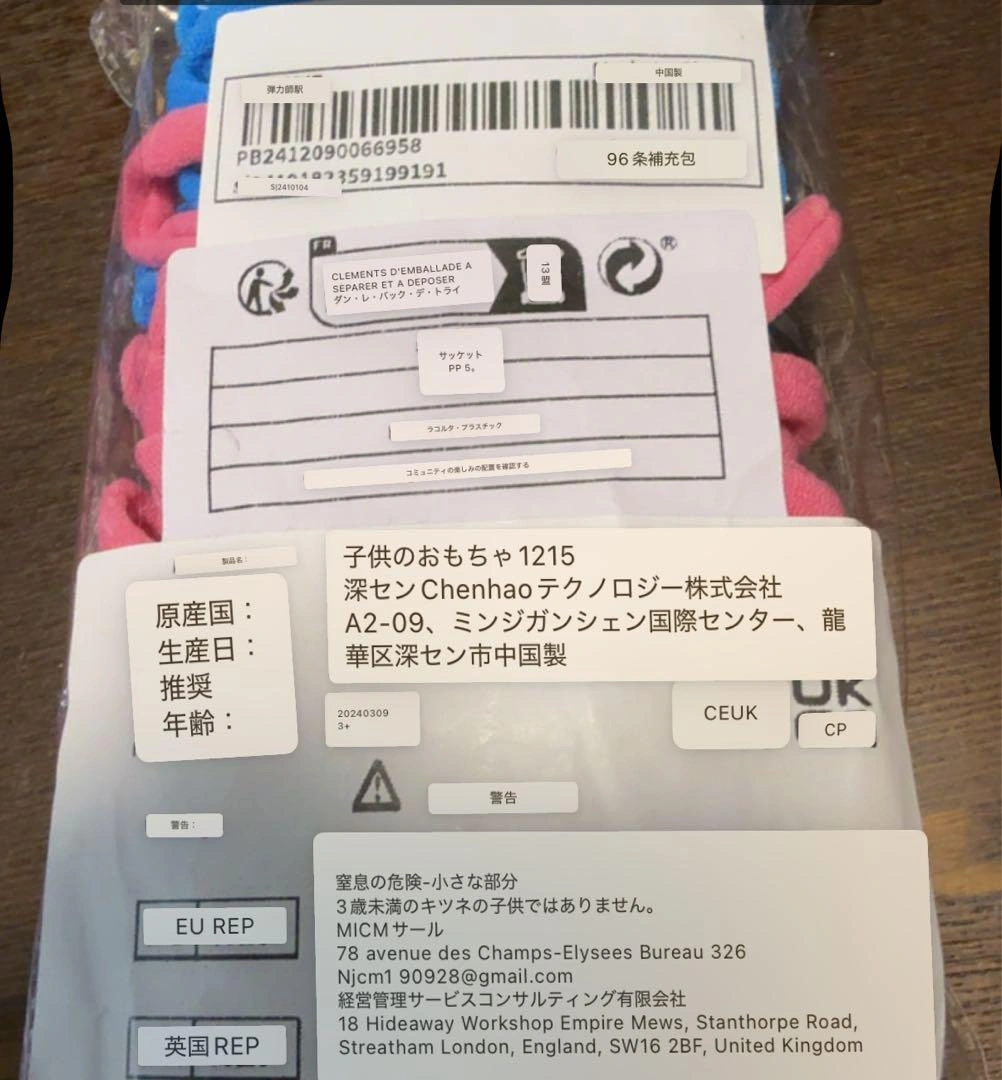 弾力師駅
中国製
PB2412090066958
96条補充包
2359199191
S|2410104
FR
CLEMENTS D'EMBALLADE A
SEPARER ET A DEPOSER
ダン・レ・バック・デ・トライ
13盟
®
サッケット
PP 5。
ラコルタ・プラスチック
コミュニティの楽しみの配置を確認する
製品名：
子供のおもちゃ1215
深センChenhaoテクノロジー株式会社
A2-09、ミンジガンシェン国際センター、龍
華区深セン市中国製
原産国：
生産日：
推奨
年齢：
20240309
3+
CEUK
UK
CP
警告
警告：
窒息の危険-小さな部分
3歳未満のキツネの子供ではありません。
MICMサール
78 avenue des Champs-Elysees Bureau 326
Njcm1 90928@gmail.com
経営管理サービスコンサルティング有限会社
18 Hideaway Workshop Empire Mews, Stanthorpe Road,
Streatham London, England, SW16 2BF, United Kingdom
EU REP
英国REP